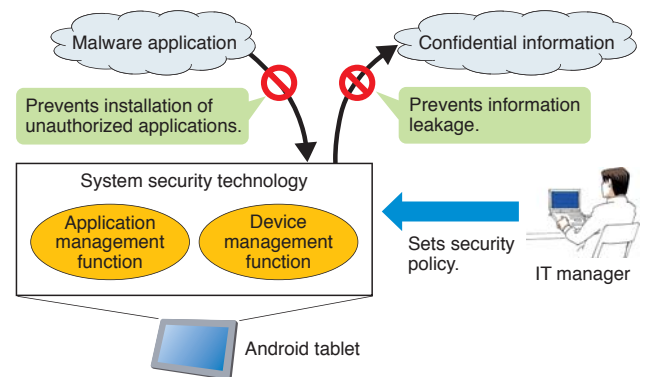 Malware application
Confidential information
Prevents installation of
unauthorized applications.
Prevents information
leakage.
System security technology
Application
management
function
Device
management
function
Sets security
policy.
IT manager
Android tablet